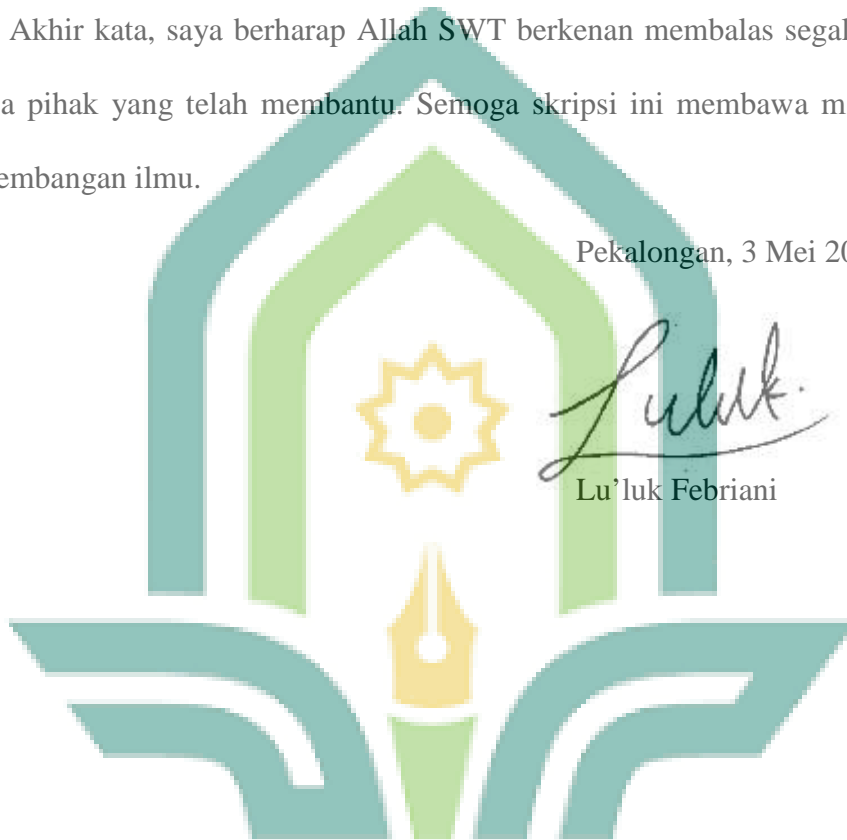 Akhir kata, saya berharap Allah SWT berkenan membalas segal
a pihak yang telah membantu. Semoga skripsi ini membawa m
embangan ilmu.
Pekalongan, 3 Mei 20
Luluk.
Lu'luk Febriani